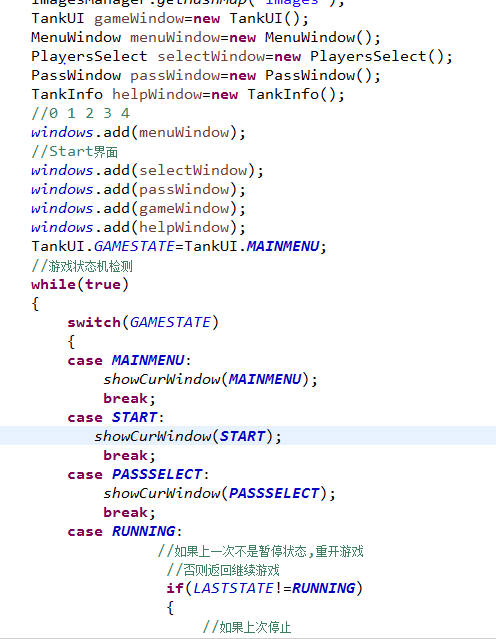 ImagesManager.getHashMap("Images");
TankUI gameWindow=new TankUI();
MenuWindow menuWindow=new MenuWindow();
PlayersSelect selectWindow=new PlayersSelect();
PassWindow passWindow=new PassWindow();
TankInfo helpWindow=new TankInfo();
//0 1 2 3 4
windows.add(menuWindow);
//Start界面
windows.add(selectWindow);
windows.add(passWindow);
windows.add(gameWindow);
windows.add(helpWindow);
TankUI.GAMESTATE=TankUI.MAINMENU;
//游戏状态机检测
while(true)
{
switch(GAMESTATE)
{
case MAINMENU:
showCurWindow(MAINMENU);
break;
case START:
showCurWindow(START);
break;
case PASSSELECT:
showCurWindow(PASSSELECT);
break;
case RUNNING:
//如果上一次不是暂停状态,重开游戏
//否则返回继续游戏
if(LASTSTATE!=RUNNING)
{
//如果上次停止